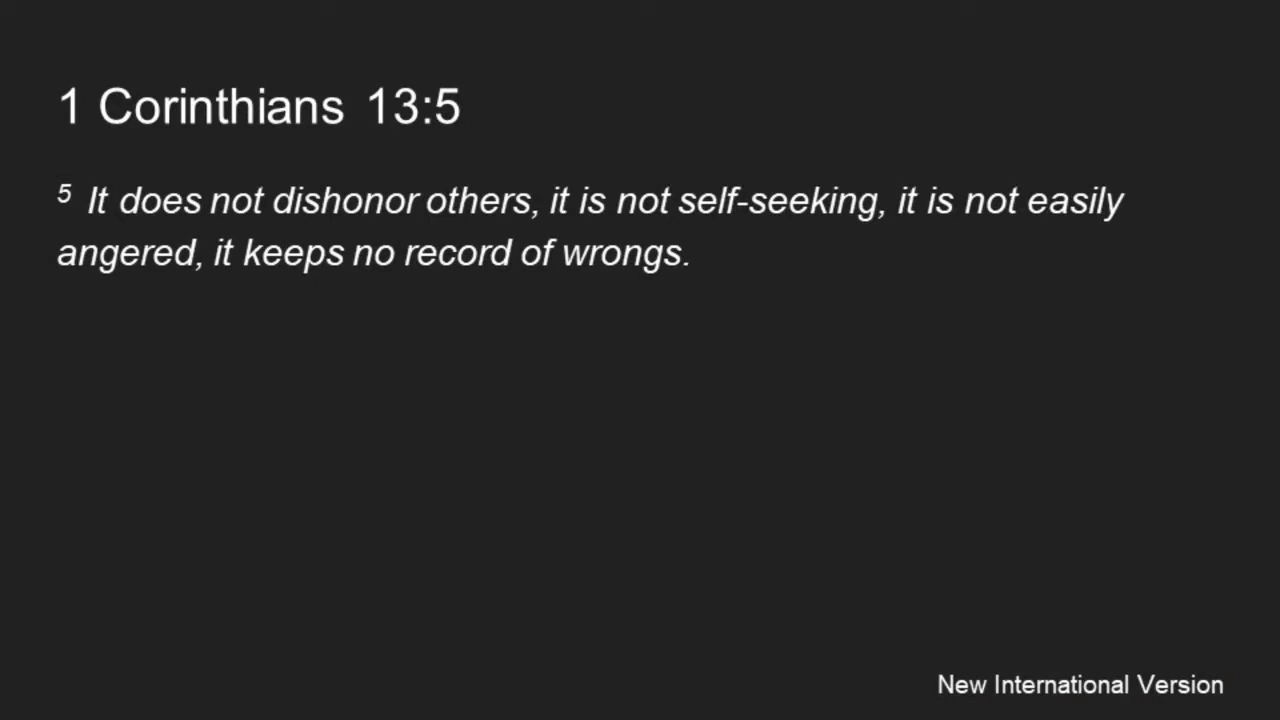 1 Corinthians 13:5
5 It does not dishonor others, it is not self-seeking, it is not easily
angered, it keeps no record of wrongs.
New International Version